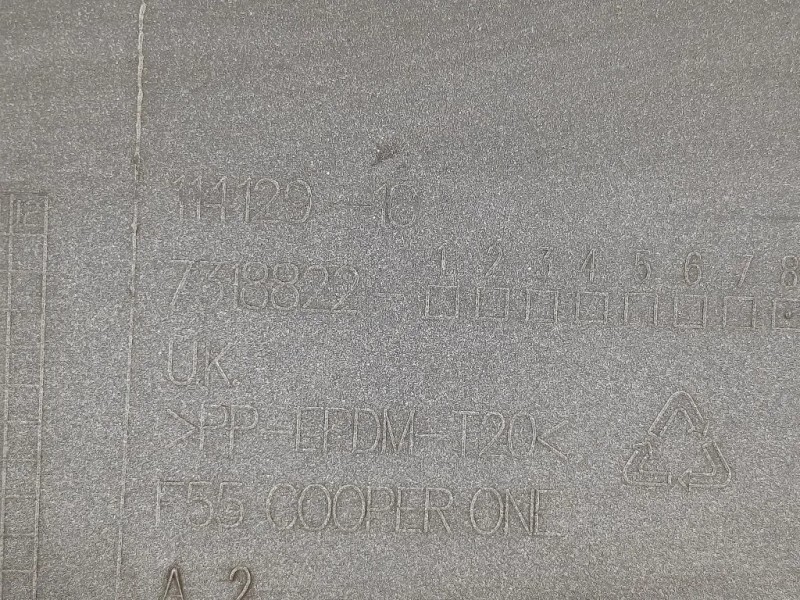 12
114129 -10
7318822- 1 2 3 4 5 6 7 8
UK
>PP-EPDM-T20<
F55 COOPER ONE
A 2